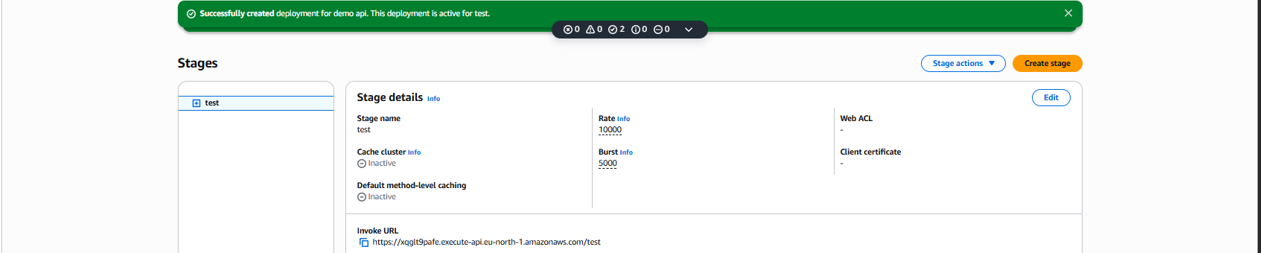 Successfully created deployment for demo api. This deployment is active for test.
0 0 2 0 0
Stages
Stage actions
Create stage
test
Stage details Info
Edit
Stage name
test
Rate Info
10000
Web ACL
-
Cache cluster Info
Inactive
Burst Info
5000
Client certificate
-
Default method-level caching
Inactive
Invoke URL
https://xqglt9pafe.execute-api.eu-north-1.amazonaws.com/test